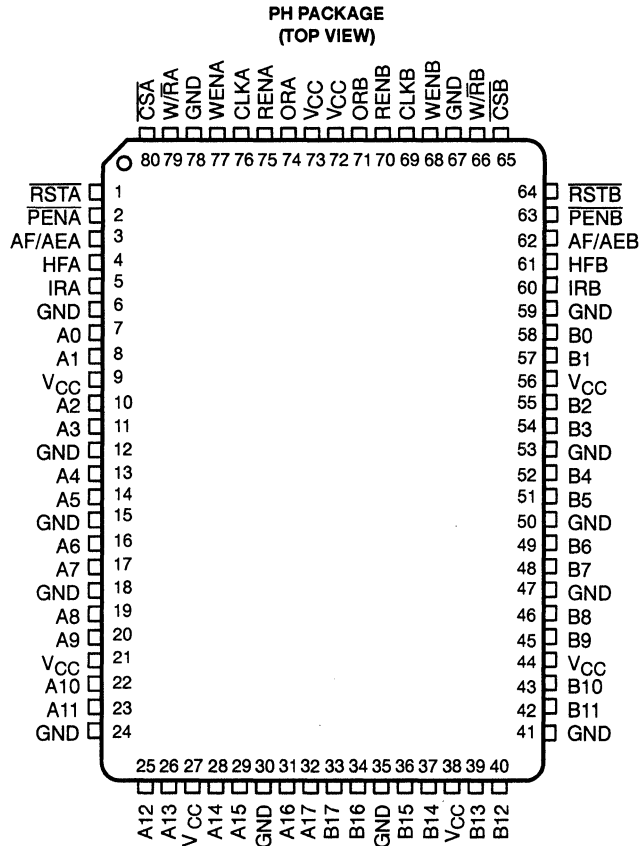 PH PACKAGE
(TOP VIEW)
CSA W/RA GND WENA CLKA RENA ORA VCC VCC ORB RENB CLKB WENB GND W/RB CSB
80 79 78 77 76 75 74 73 72 71 70 69 68 67 66 65
RSTA 1 64 RSTB
PENA 2 63 PENB
AF/AEA 3 62 AF/AEB
HFA 4 61 HFB
IRA 5 60 IRB
GND 6 59 GND
A0 7 58 B0
A1 8 57 B1
VCC 9 56 VCC
A2 10 55 B2
A3 11 54 B3
GND 12 53 GND
A4 13 52 B4
A5 14 51 B5
GND 15 50 GND
A6 16 49 B6
A7 17 48 B7
GND 18 47 GND
A8 19 46 B8
A9 20 45 B9
VCC 21 44 VCC
A10 22 43 B10
A11 23 42 B11
GND 24 41 GND
25 26 27 28 29 30 31 32 33 34 35 36 37 38 39 40
A12 A13 VCC A14 A15 GND A16 A17 B17 B16 GND B15 B14 VCC B13 B12